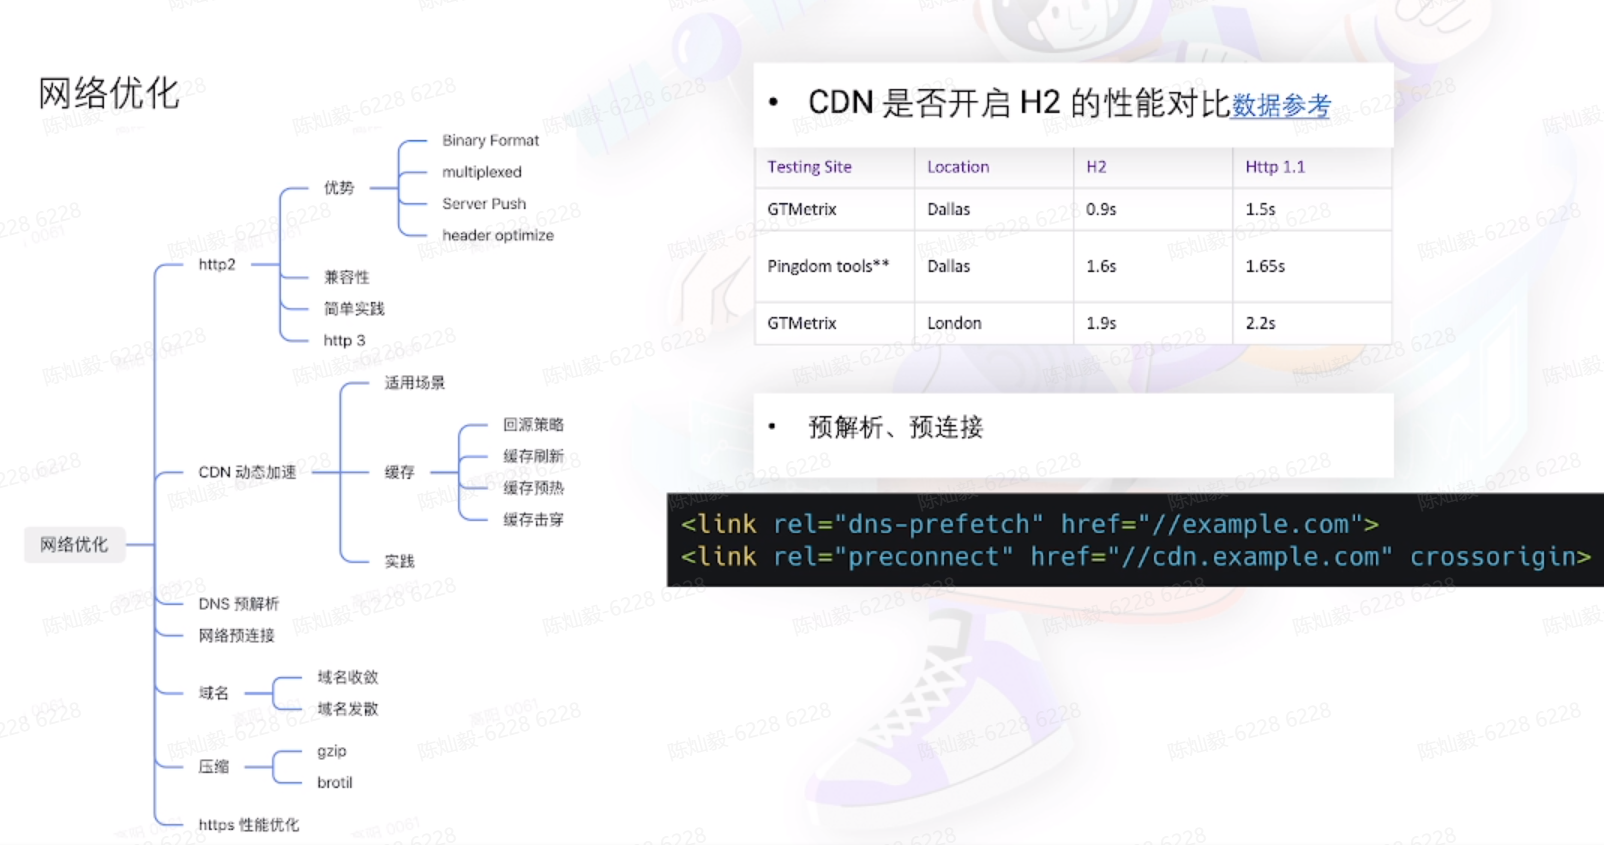 网络优化
Binary Format
multiplexed
Server Push
header optimize
优势
http2
兼容性
简单实践
http 3
适用场景
回源策略
缓存刷新
缓存预热
缓存击穿
CDN 动态加速
缓存
实践
网络优化
DNS 预解析
网络预连接
域名
域名收敛
域名发散
压缩
gzip
brotil
https 性能优化
• CDN 是否开启 H2 的性能对比数据参考
Testing Site Location H2 Http 1.1
GTMetrix Dallas 0.9s 1.5s
Pingdom tools** Dallas 1.6s 1.65s
GTMetrix London 1.9s 2.2s
• 预解析、预连接
<link rel="dns-prefetch" href="//example.com">
<link rel="preconnect" href="//cdn.example.com" crossorigin>
陈灿毅-6228 6228